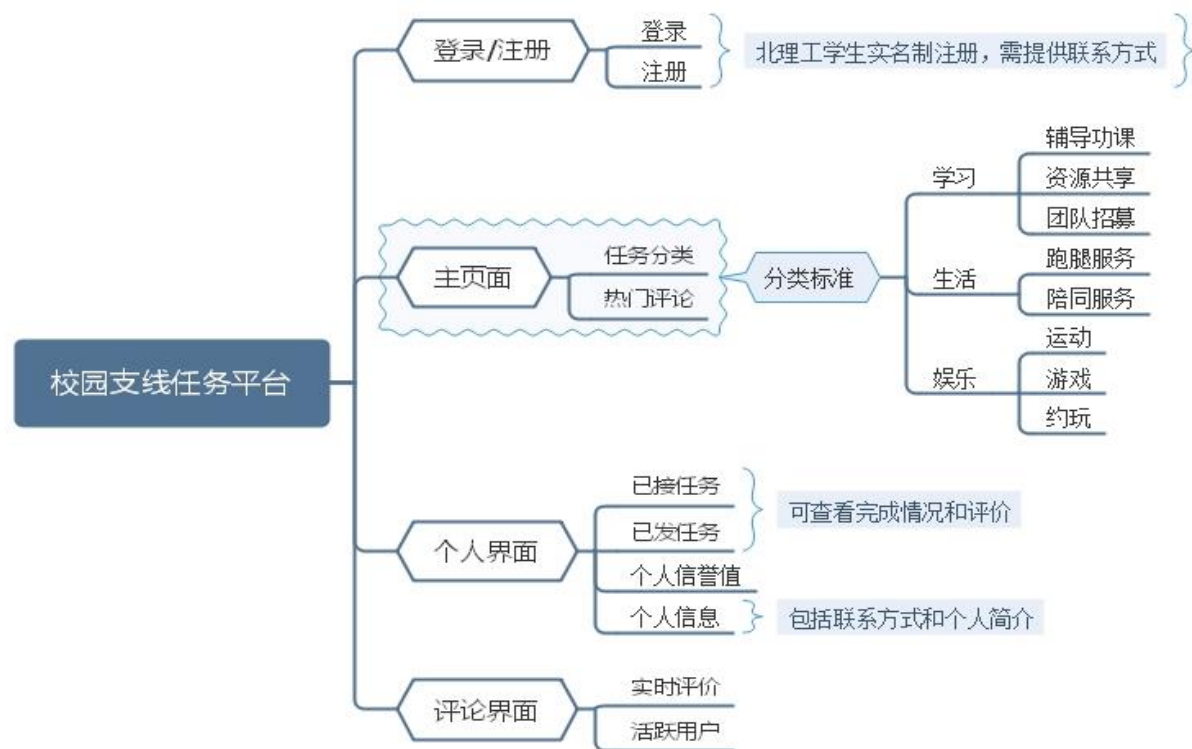 校园支线任务平台
登录/注册
登录
注册
北理工学生实名制注册，需提供联系方式
主页面
任务分类
热门评论
分类标准
学习
辅导功课
资源共享
团队招募
生活
跑腿服务
陪同服务
娱乐
运动
游戏
约玩
个人界面
已接任务
已发任务
可查看完成情况和评价
个人信誉值
个人信息
包括联系方式和个人简介
评论界面
实时评价
活跃用户